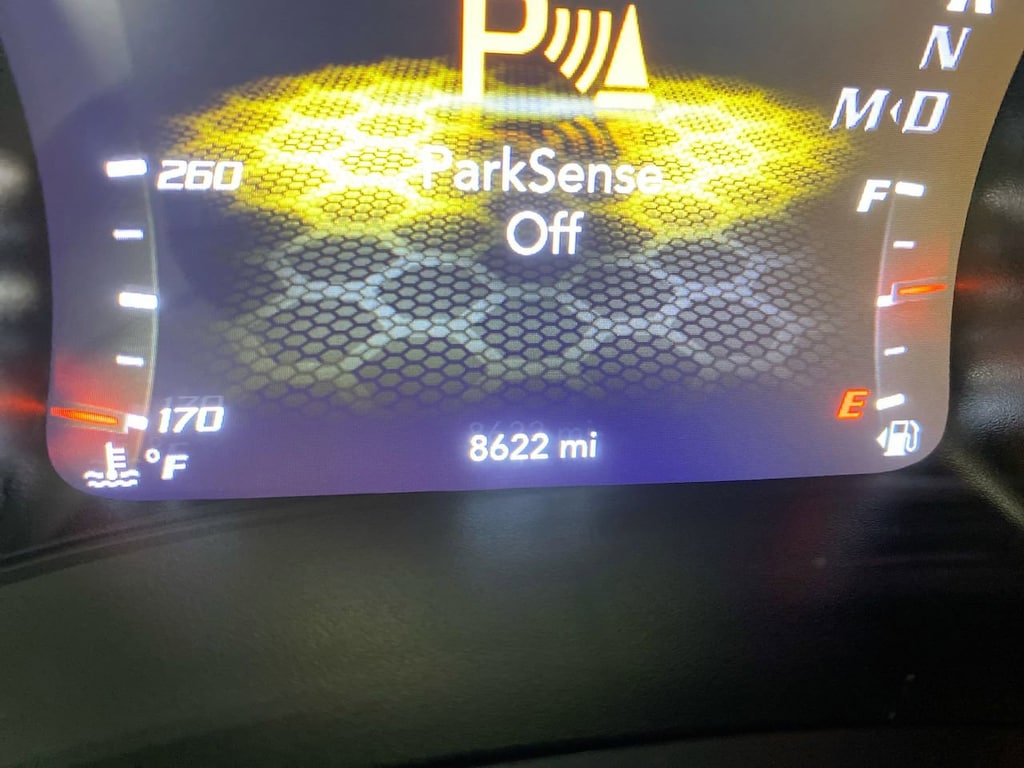 P
N
M D
260
ParkSense
F
Off
E
170
°F
8622 mi